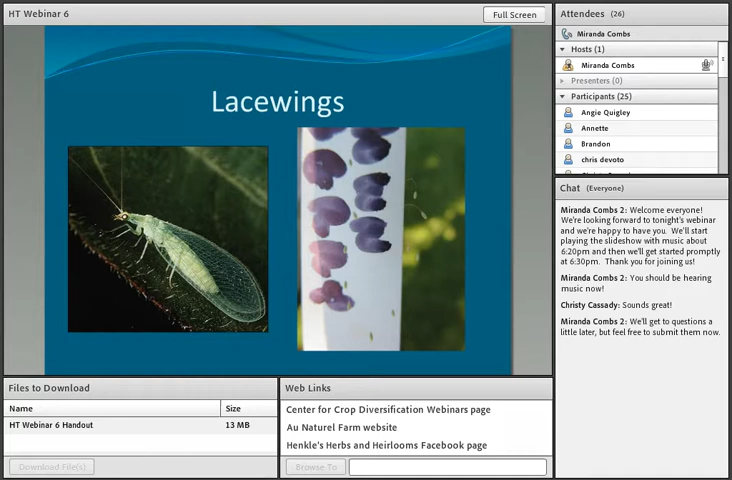 HT Webinar 6
Full Screen
Lacewings
Files to Download
Name Size
HT Webinar 6 Handout 13 MB
Download File(s)
Web Links
Center for Crop Diversification Webinars page
Au Naturel Farm website
Henkle's Herbs and Heirlooms Facebook page
Browse To
Attendees (26)
Miranda Combs
Hosts (1)
Miranda Combs
Presenters (0)
Participants (25)
Angie Quigley
Annette
Brandon
chris devoto
Chat (Everyone)
Miranda Combs 2: Welcome everyone!
We're looking forward to tonight's webinar
and we're happy to have you. We'll start
playing the slideshow with music about
6:20pm and then we'll get started promptly
at 6:30pm. Thank you for joining us!
Miranda Combs 2: You should be hearing
music now!
Christy Cassady: Sounds great!
Miranda Combs 2: We'll get to questions a
little later, but feel free to submit them now.